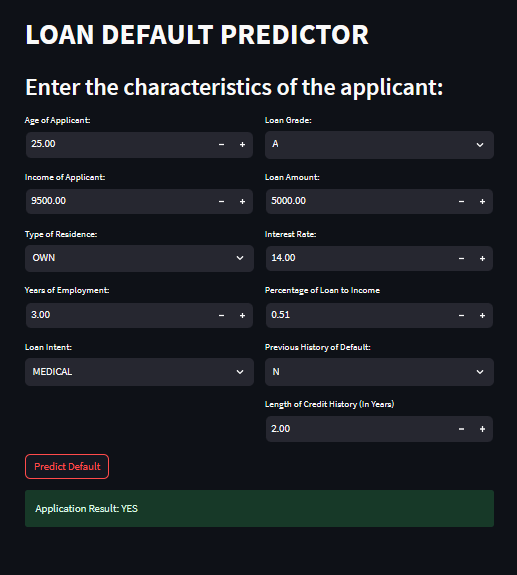 LOAN DEFAULT PREDICTOR
Enter the characteristics of the applicant:
Age of Applicant:
25.00
Loan Grade:
A
Income of Applicant:
9500.00
Loan Amount:
5000.00
Type of Residence:
OWN
Interest Rate:
14.00
Years of Employment:
3.00
Percentage of Loan to Income
0.51
Loan Intent:
MEDICAL
Previous History of Default:
N
Length of Credit History (In Years)
2.00
Predict Default
Application Result: YES